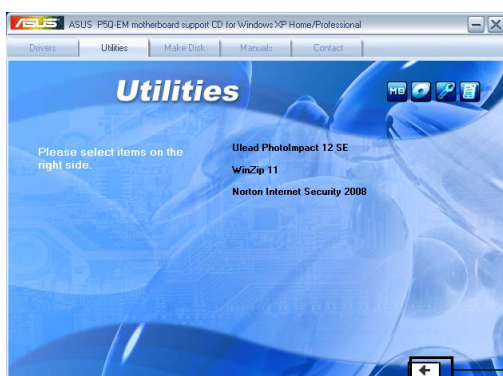 ASUS P5Q-EM motherboard support CD for Windows XP Home/Professional
Drivers Utilities Make Disk Manuals Contact
Utilities
MB
Please select items on the
right side.
Ulead PhotoImpact 12 SE
WinZip 11
Norton Internet Security 2008